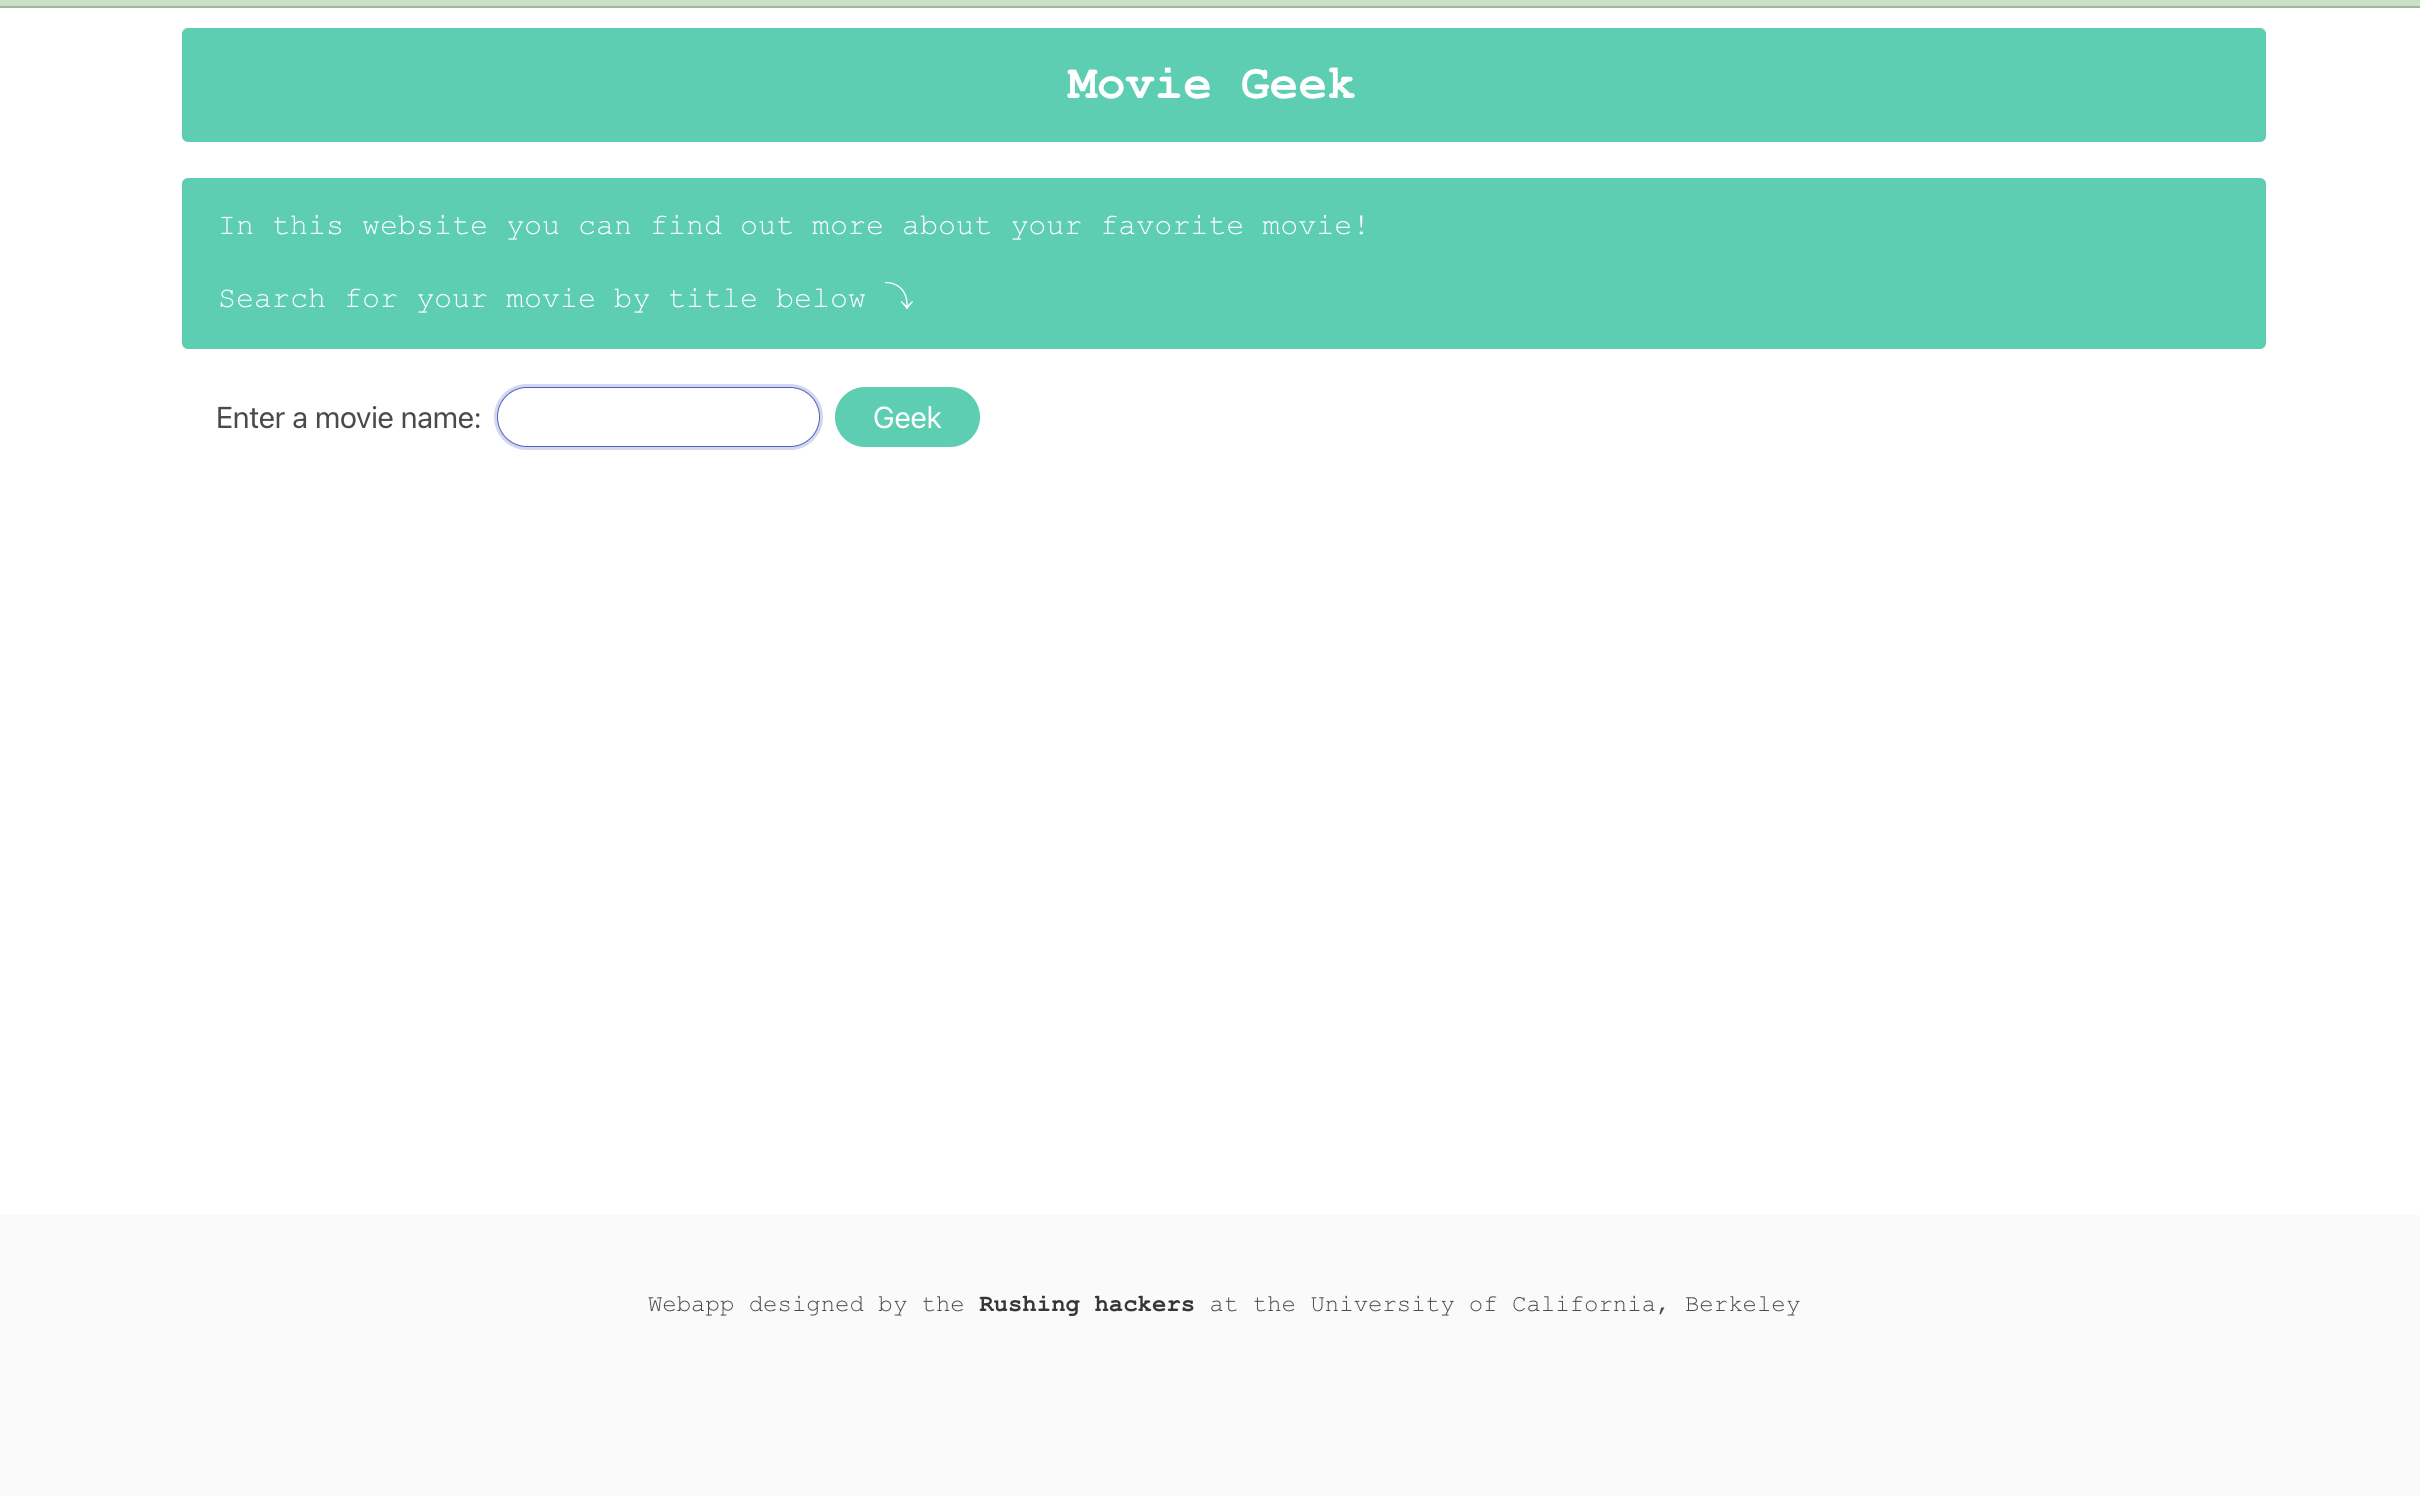 Movie Geek
In this website you can find out more about your favorite movie!
Search for your movie by title below ⤵
Enter a movie name:
Geek
Webapp designed by the Rushing hackers at the University of California, Berkeley